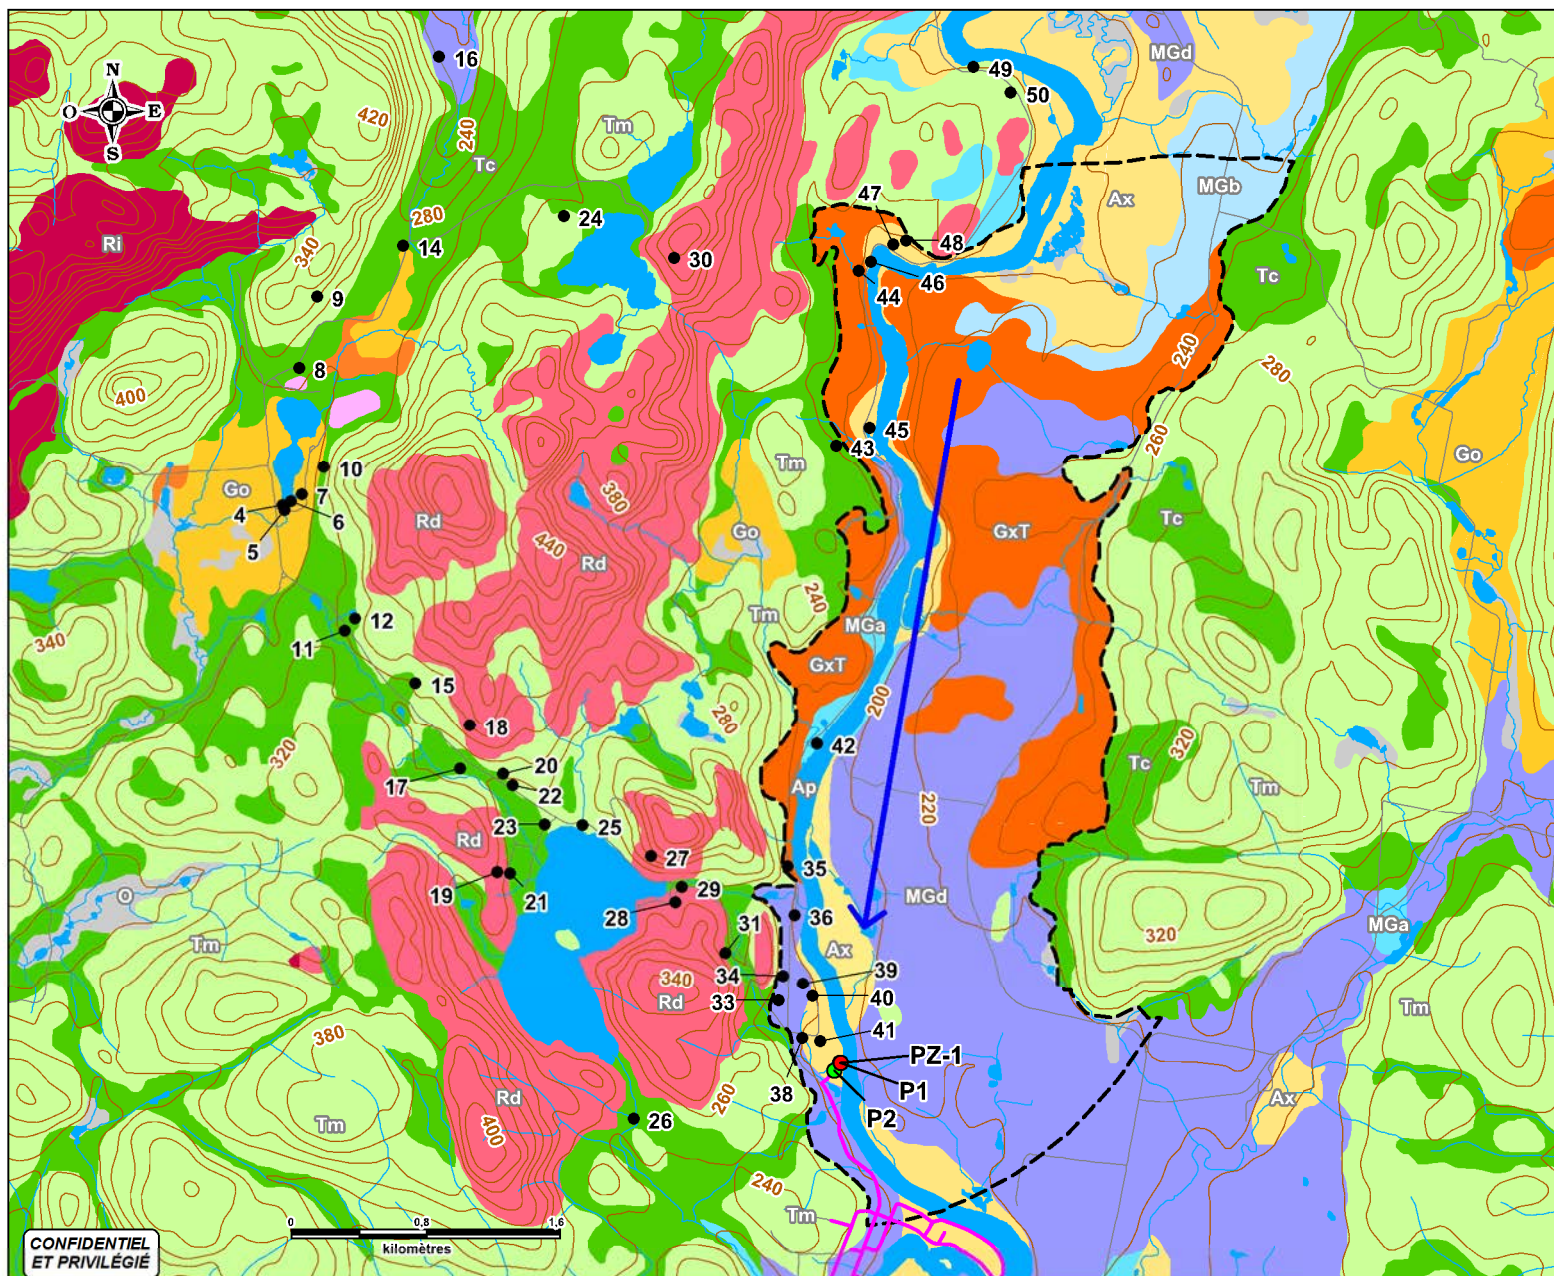 16
49
MGd
50
N
O
E
S
420
240
Tm
Tc
47
MGb
Ax
280
24
48
Ri
14
340
30
46
Tc
44
9
240
8
280
400
45
43
260
10
Tm
Go
Go
7
4
6
380
Rd
5
Go
GxT
Tc
440
Rd
240
12
Tm
MGa
11
340
GxT
15
200
280
18
320
320
42
Tc
20
17
Ap
Tm
22
220
23
25
Rd
27
35
19
21
29
MGd
O
28
36
MGa
320
Tm
31
Ax
34
39
340
Rd
33
40
Tm
380
41
PZ-1
P1
38
P2
Rd
260
Ax
Tm
400
26
240
Tm
0
0,8
1,6
kilomètres
CONFIDENTIEL
ET PRIVILÉGIÉ